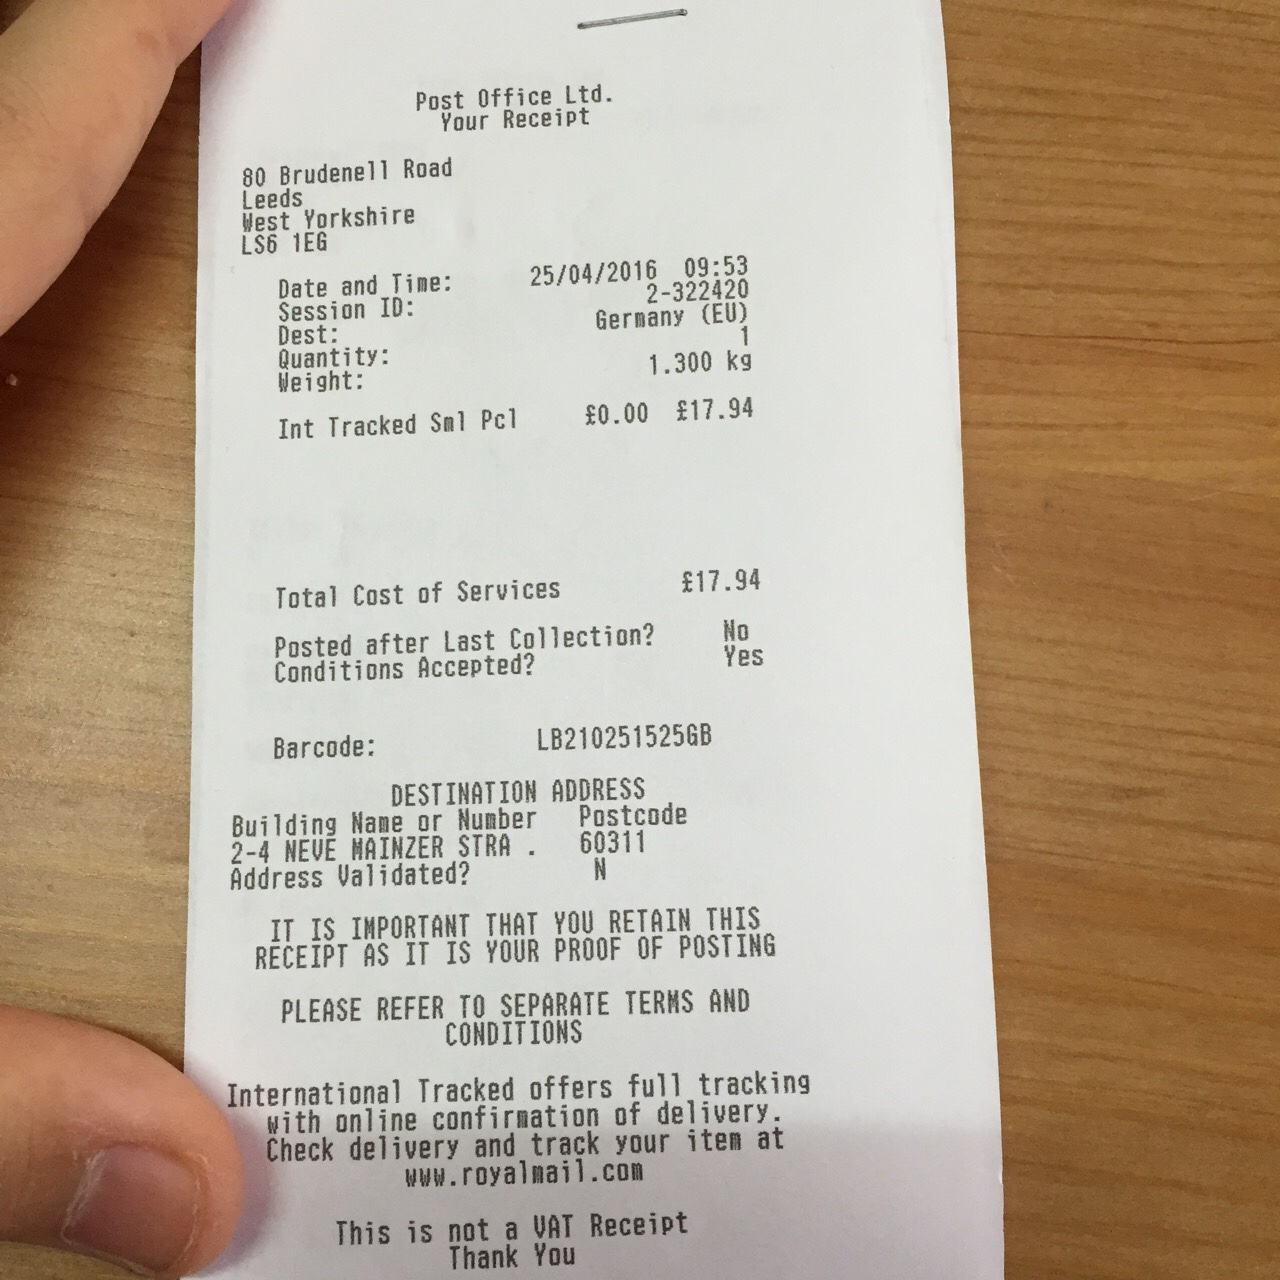 Post Office Ltd.
Your Receipt
80 Brudenell Road
Leeds
West Yorkshire
LS6 1EG
Date and Time: 25/04/2016 09:53
Session ID: 2-322420
Dest: Germany (EU)
Quantity: 1
Weight: 1.300 kg
Int Tracked Sml Pcl £0.00 £17.94
Total Cost of Services £17.94
Posted after Last Collection? No
Conditions Accepted? Yes
Barcode: LB210251525GB
DESTINATION ADDRESS
Building Name or Number Postcode
2-4 NEVE MAINZER STRA . 60311
Address Validated? N
IT IS IMPORTANT THAT YOU RETAIN THIS
RECEIPT AS IT IS YOUR PROOF OF POSTING
PLEASE REFER TO SEPARATE TERMS AND
CONDITIONS
International Tracked offers full tracking
with online confirmation of delivery.
Check delivery and track your item at
www.royalmail.com
This is not a VAT Receipt
Thank You